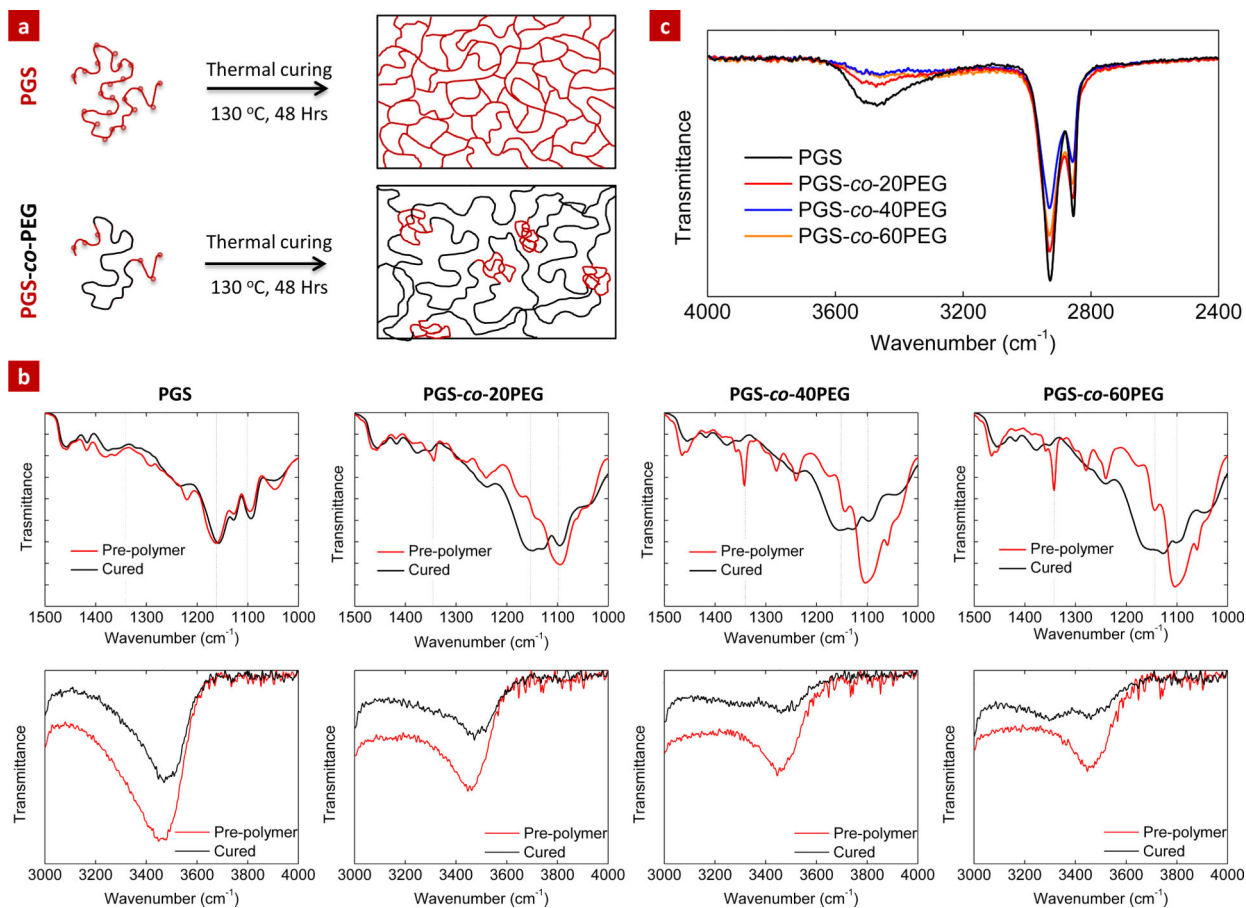 a
PGS
Thermal curing
130 °C, 48 Hrs
PGS-co-PEG
Thermal curing
130 °C, 48 Hrs
c
Transmittance
PGS
PGS-co-20PEG
PGS-co-40PEG
PGS-co-60PEG
4000 3600 3200 2800 2400
Wavenumber (cm-1)
b
PGS
Trasmittance
Pre-polymer
Cured
1500 1400 1300 1200 1100 1000
Wavenumber (cm-1)
PGS-co-20PEG
Transmittance
Pre-polymer
Cured
1500 1400 1300 1200 1100 1000
Wavenumber (cm-1)
PGS-co-40PEG
Transmittance
Pre-polymer
Cured
1500 1400 1300 1200 1100 1000
Wavenumber (cm-1)
PGS-co-60PEG
Transmittance
Pre-polymer
Cured
1500 1400 1300 1200 1100 1000
Wavenumber (cm-1)
Transmittance
Pre-polymer
Cured
3000 3200 3400 3600 3800 4000
Wavenumber (cm-1)
Transmittance
Pre-polymer
Cured
3000 3200 3400 3600 3800 4000
Wavenumber (cm-1)
Transmittance
Pre-polymer
Cured
3000 3200 3400 3600 3800 4000
Wavenumber (cm-1)
Transmittance
Pre-polymer
Cured
3000 3200 3400 3600 3800 4000
Wavenumber (cm-1)